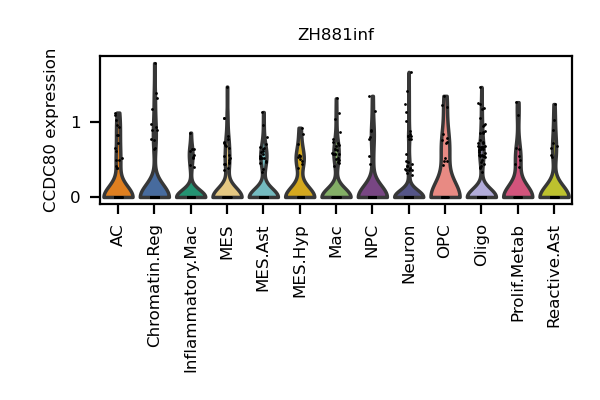 ZH881inf
CCDC80 expression
1
0
AC
Chromatin.Reg
Inflammatory.Mac
MES
MES.Ast
MES.Hyp
Mac
NPC
Neuron
OPC
Oligo
Prolif.Metab
Reactive.Ast